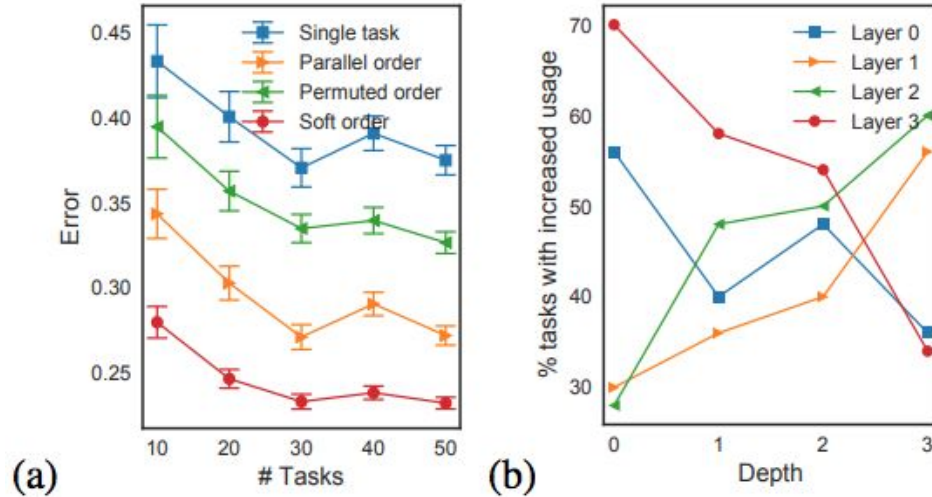 0.45
0.40
0.35
0.30
0.25
Error
10 20 30 40 50
# Tasks
Single task
Parallel order
Permuted order
Soft order
(a)
70
60
50
40
30
% tasks with increased usage
0 1 2 3
Depth
Layer 0
Layer 1
Layer 2
Layer 3
(b)